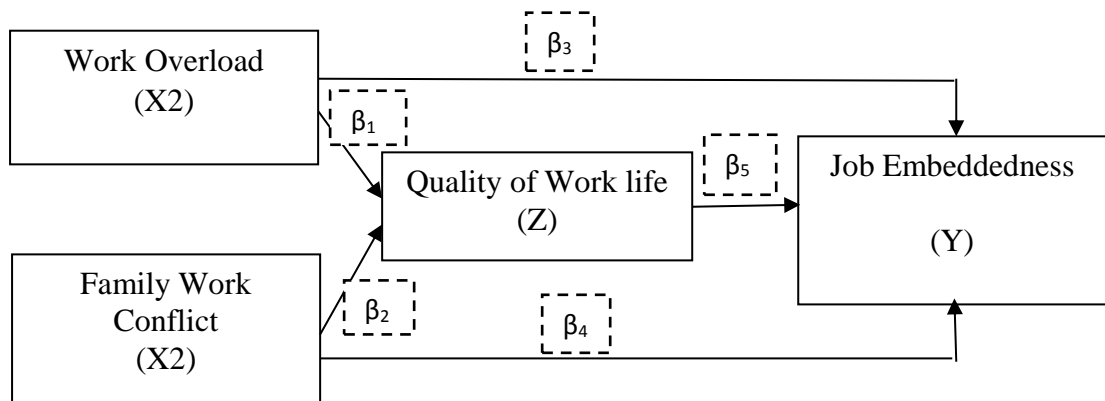 Work Overload
(X2)
β₃
β₁
Quality of Work life
(Z)
β₅
Job Embeddedness
(Y)
Family Work
Conflict
(X2)
β₂
β₄